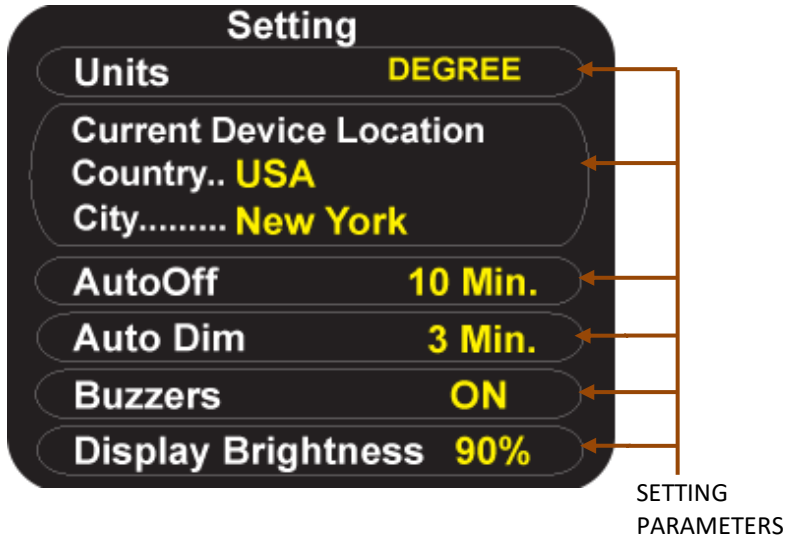 Setting
Units DEGREE
Current Device Location
Country.. USA
City......... New York
AutoOff 10 Min.
Auto Dim 3 Min.
Buzzers ON
Display Brightness 90%
SETTING
PARAMETERS